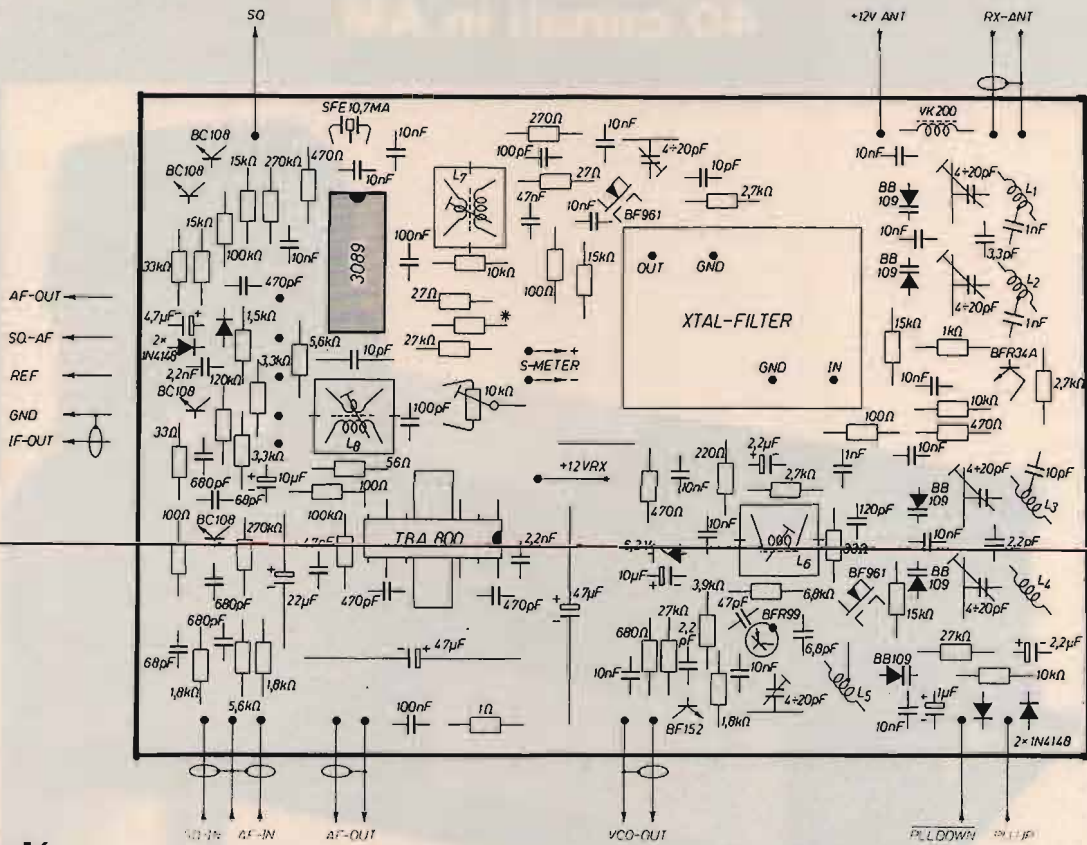 SQ
+12V ANT
RX-ANT
SFE10,7MA
BC108
10nF
270Ω
10nF
VK200
BC108
15kΩ
270kΩ
470Ω
10nF
100pF
4÷20pF
10nF
4÷20pF
L1
L7
27Ω
10pF
2,7kΩ
BB
109
1nF
15kΩ
47nF
10nF
BF961
10nF
3,3pF
33kΩ
100kΩ
10nF
3089
100nF
10kΩ
100Ω
15kΩ
OUT
GND
BB
109
L2
4÷20pF
1nF
AF-OUT
470pF
27Ω
*
XTAL-FILTER
15kΩ
1kΩ
4,7µF
1,5kΩ
SQ-AF
2×
1N4148
5,6kΩ
10pF
27kΩ
S-METER
+
-
BFR34A
2,2nF
120kΩ
3,3kΩ
GND
IN
10nF
2,7kΩ
REF
BC108
100pF
10kΩ
10kΩ
GND
L8
100Ω
470Ω
IF-OUT
33Ω
3,3kΩ
56Ω
10nF
680pF
10µF
+12VRX
220Ω
2,2µF
1nF
4÷20pF
10pF
68pF
100Ω
10nF
2,7kΩ
BB
109
L3
100Ω
BC108
270kΩ
100kΩ
470Ω
120pF
TBA 800
2,2nF
10nF
10nF
2,2pF
L6
BB
109
L4
680pF
22µF
470pF
470pF
47µF
10µF
3,9kΩ
6,8kΩ
BF961
15kΩ
4÷20pF
680pF
27kΩ
47pF
BFR99
680Ω
2,2
pF
6,8pF
27kΩ
2,2µF
68pF
47µF
10nF
10nF
L5
BB109
10kΩ
1,8kΩ
1,8kΩ
4÷20pF
1µF
5,6kΩ
100nF
1Ω
BF152
1,8kΩ
10nF
2×1N4148
SQ-IN
AF-IN
AF-OUT
VCO-OUT
PLLDOWN
PLLUP